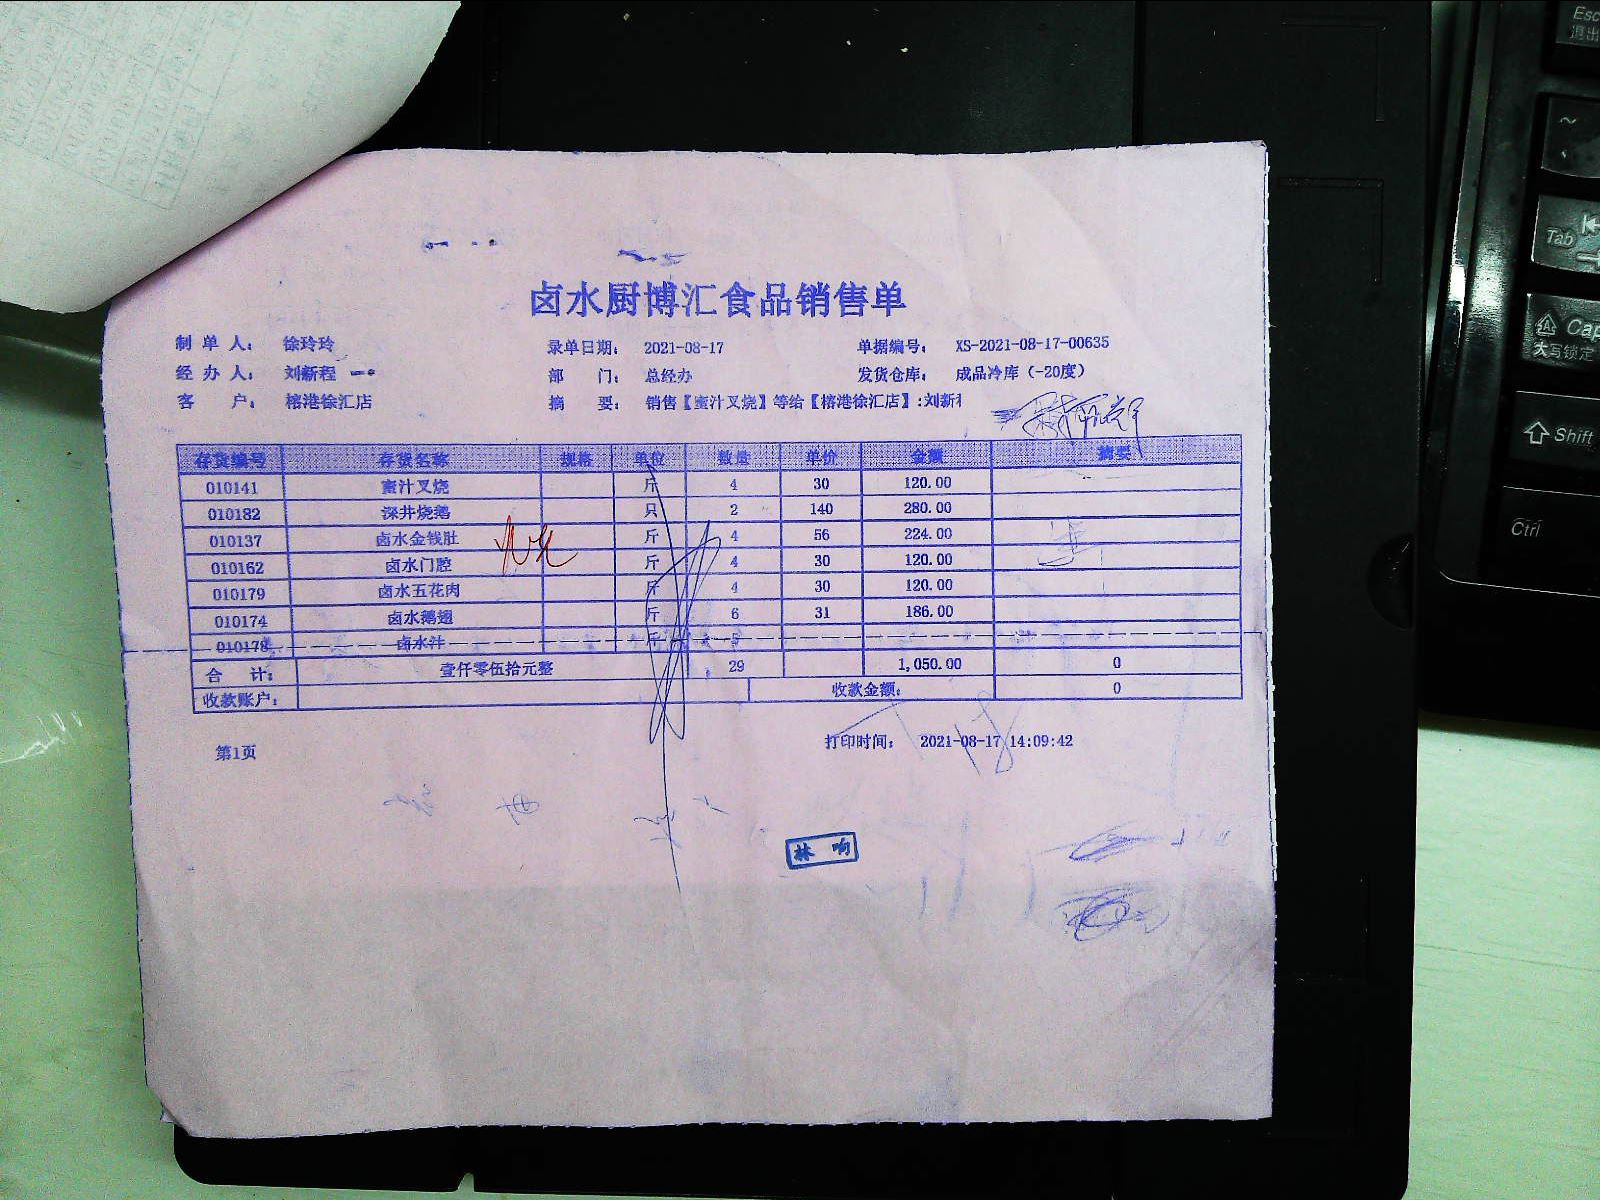 卤水厨博汇食品销售单
制单人: 徐玲玲 录单日期: 2021-08-17 单据编号: XS-2021-08-17-00635
经办人: 刘新程 部门: 总经办 发货仓库: 成品冷库(-20度)
客户: 榕港徐汇店 摘要: 销售【蜜汁叉烧】等给【榕港徐汇店】:刘新
存货编号 存货名称 规格 单位 数量 单价 金额 摘要
010141 蜜汁叉烧 斤 4 30 120.00
010182 深井烧鹅 只 2 140 280.00
010137 卤水金钱肚 斤 4 56 224.00
010162 卤水门腔 斤 4 30 120.00
010179 卤水五花肉 斤 4 30 120.00
010174 卤水鹅翅 斤 6 31 186.00
010178 卤水汁 斤 5
合计: 壹仟零伍拾元整 29 1,050.00 0
收款账户: 收款金额: 0
第1页 打印时间: 2021-08-17 14:09:42
林 响
Esc
退出
~
Tab
Cap
大写锁定
Shift
Ctrl